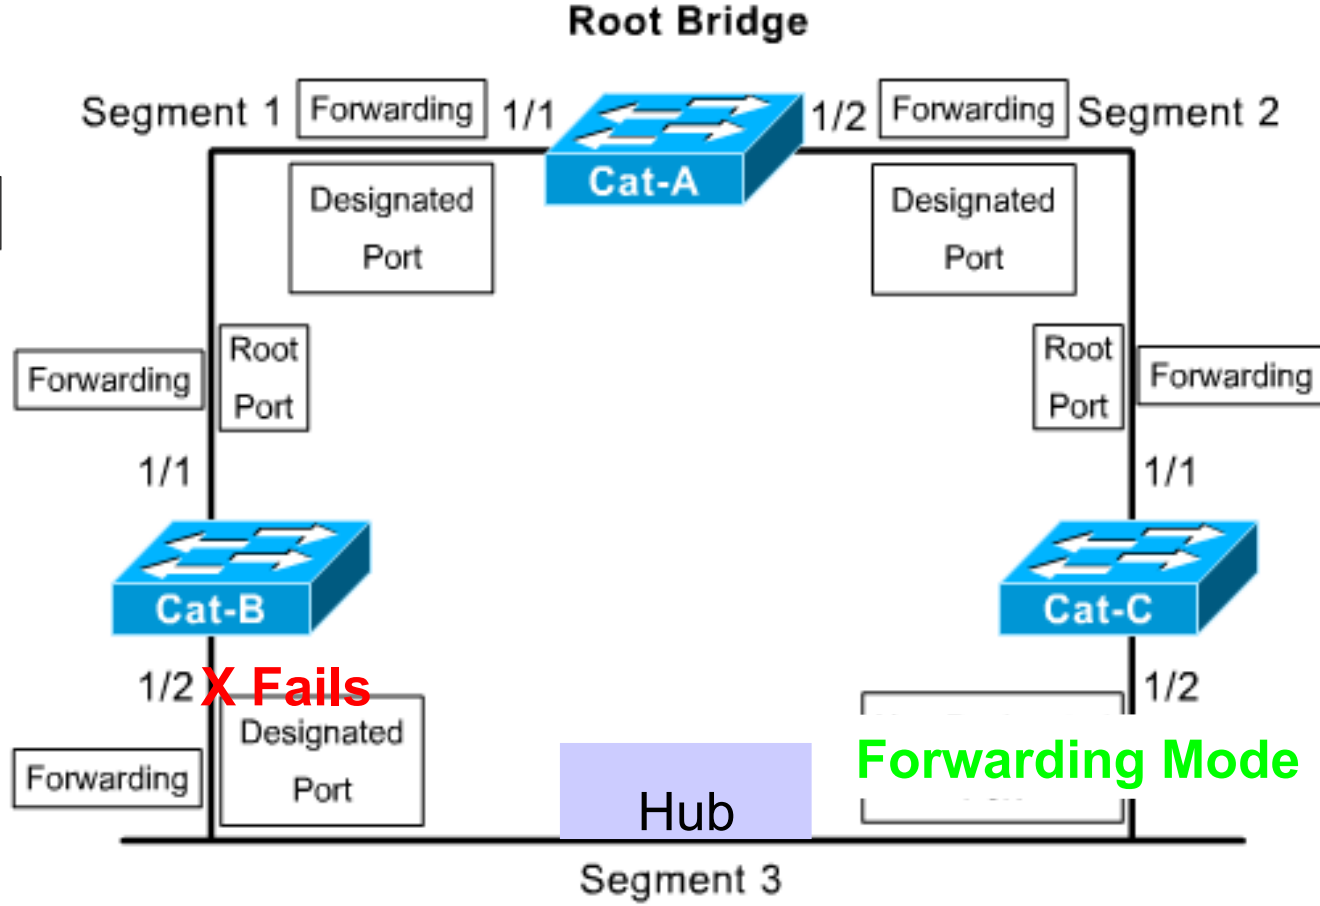 Root Bridge
Segment 1 Forwarding 1/1 1/2 Forwarding Segment 2
Cat-A
Designated
Port
Designated
Port
Forwarding
Root
Port
Root
Port
Forwarding
1/1
1/1
Cat-B
Cat-C
1/2
X Fails
1/2
Designated
Port
Forwarding
Forwarding Mode
Hub
Segment 3